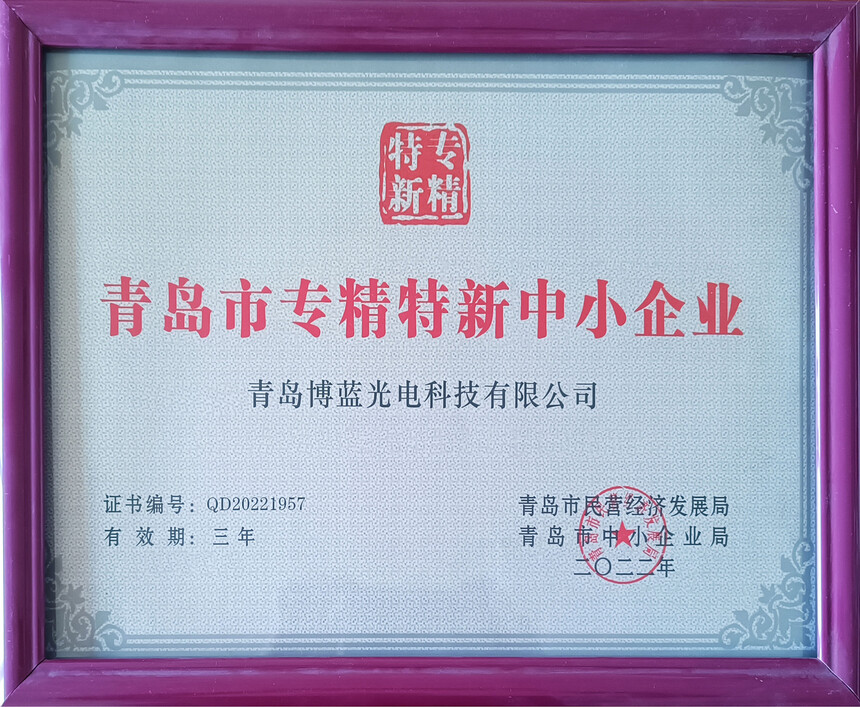 专精
特新
青岛市专精特新中小企业
青岛博蓝光电科技有限公司
证书编号：QD20221957
有效期：三年
青岛市民营经济发展局
青岛市中小企业局
二〇二二年